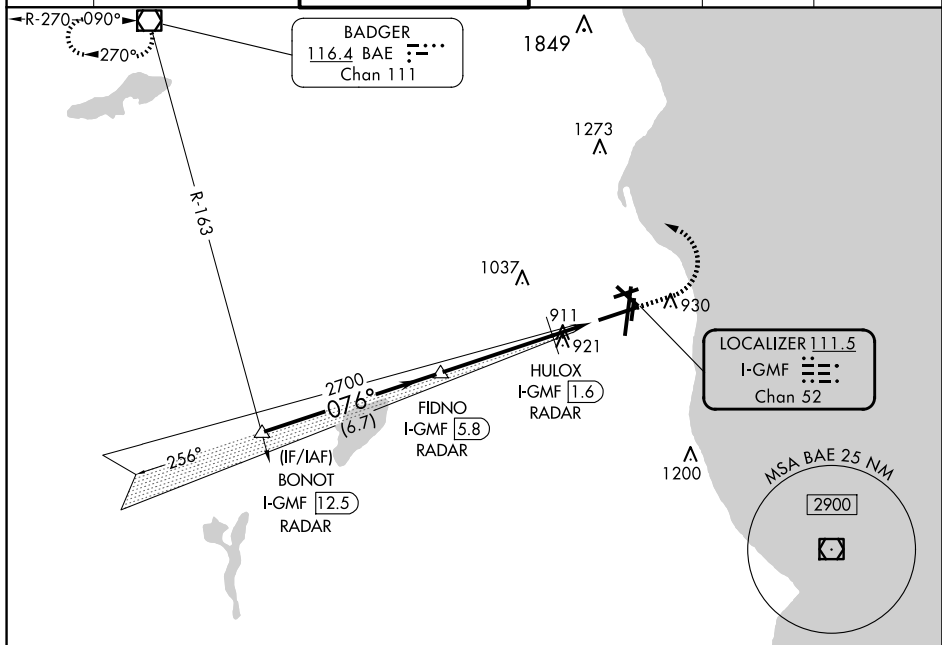 R-270
090°
270°
BADGER
116.4 BAE
Chan 111
1849
1273
R-163
1037
911
921
930
LOCALIZER 111.5
I-GMF
Chan 52
HULOX
I-GMF 1.6
RADAR
2700
076°
(6.7)
FIDNO
I-GMF 5.8
RADAR
256°
(IF/IAF)
BONOT
I-GMF 12.5
RADAR
1200
MSA BAE 25 NM
2900